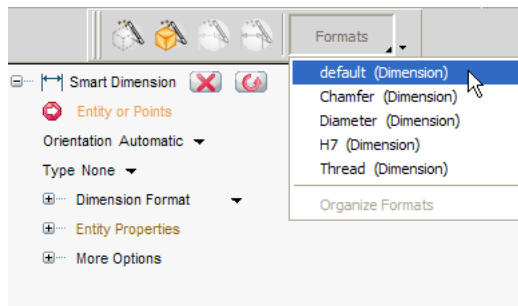 Formats
default (Dimension)
Chamfer (Dimension)
Diameter (Dimension)
H7 (Dimension)
Thread (Dimension)
Organize Formats
Smart Dimension
Entity or Points
Orientation Automatic
Type None
Dimension Format
Entity Properties
More Options